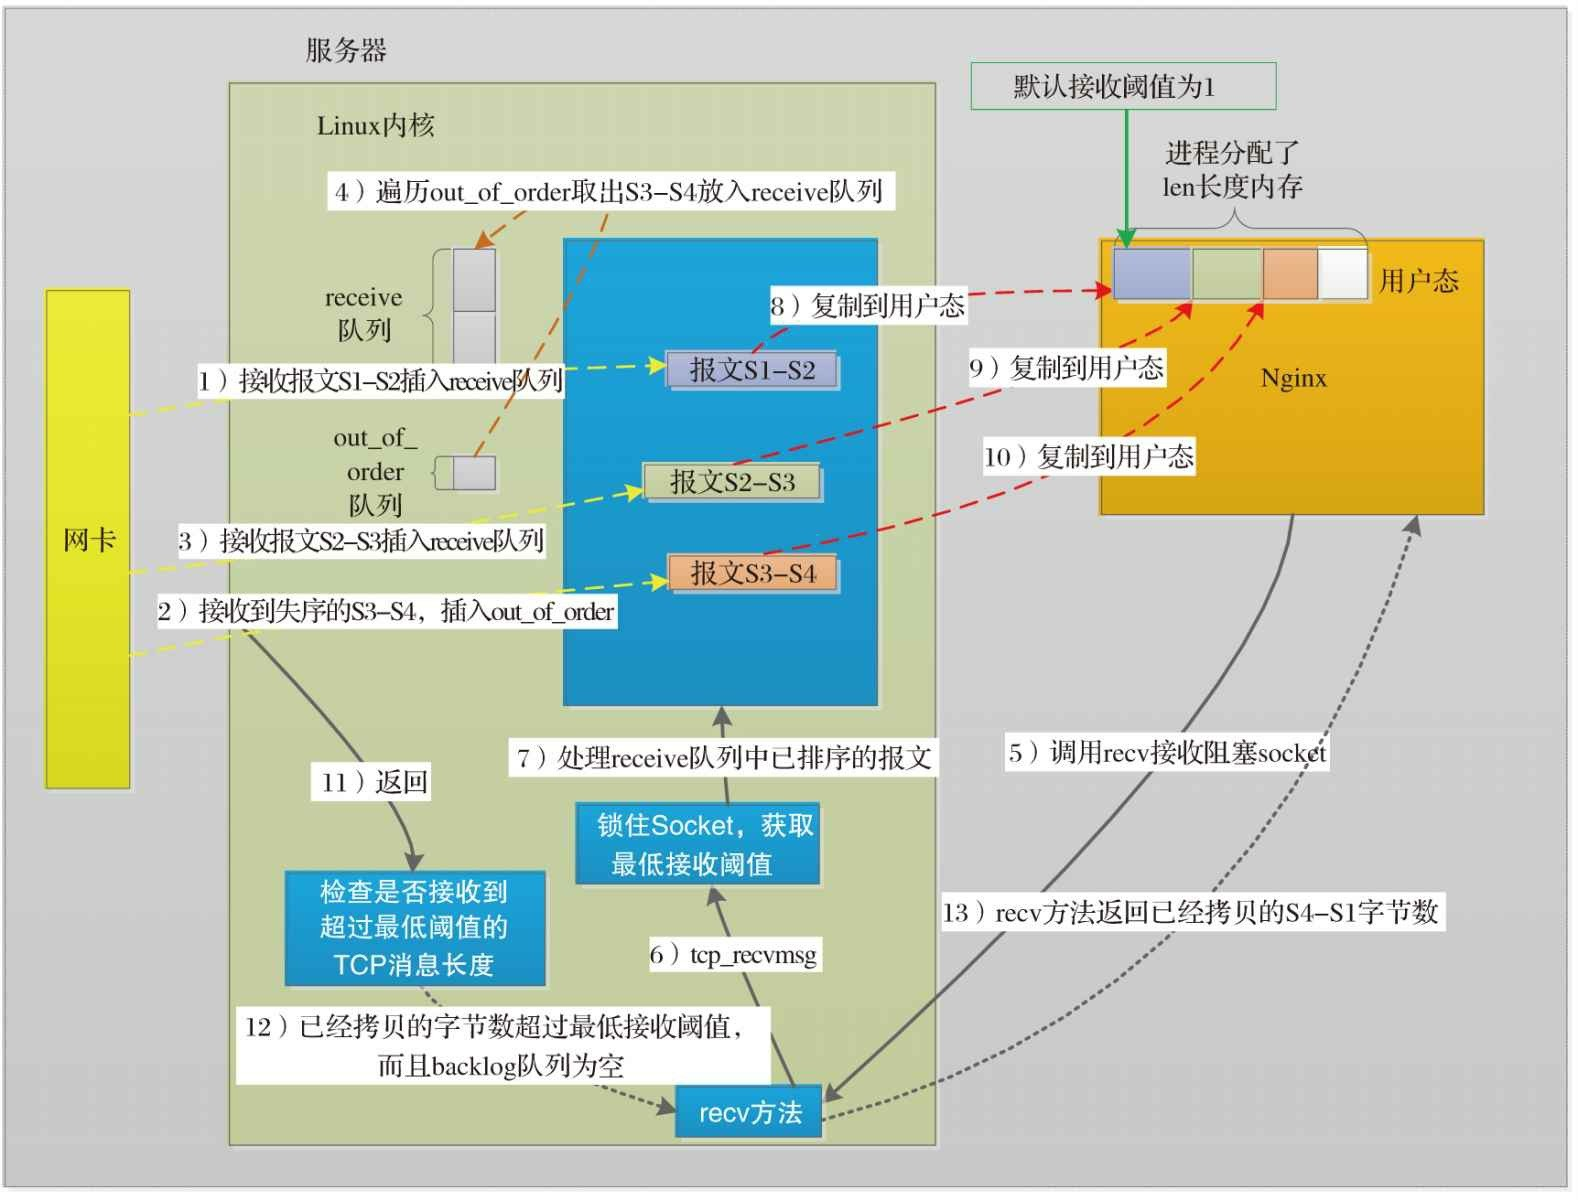 服务器
默认接收阈值为1
Linux内核
进程分配了
len长度内存
4）遍历out_of_order取出S3-S4放入receive队列
receive
队列
8）复制到用户态
用户态
1）接收报文S1-S2插入receive队列
报文S1-S2
9）复制到用户态
Nginx
out_of_
order
队列
10）复制到用户态
报文S2-S3
网卡
3）接收报文S2-S3插入receive队列
报文S3-S4
2）接收到失序的S3-S4，插入out_of_order
7）处理receive队列中已排序的报文
5）调用recv接收阻塞socket
11）返回
锁住Socket，获取
最低接收阈值
检查是否接收到
超过最低阈值的
TCP消息长度
13）recv方法返回已经拷贝的S4-S1字节数
6）tcp_recvmsg
12）已经拷贝的字节数超过最低接收阈值，
而且backlog队列为空
recv方法